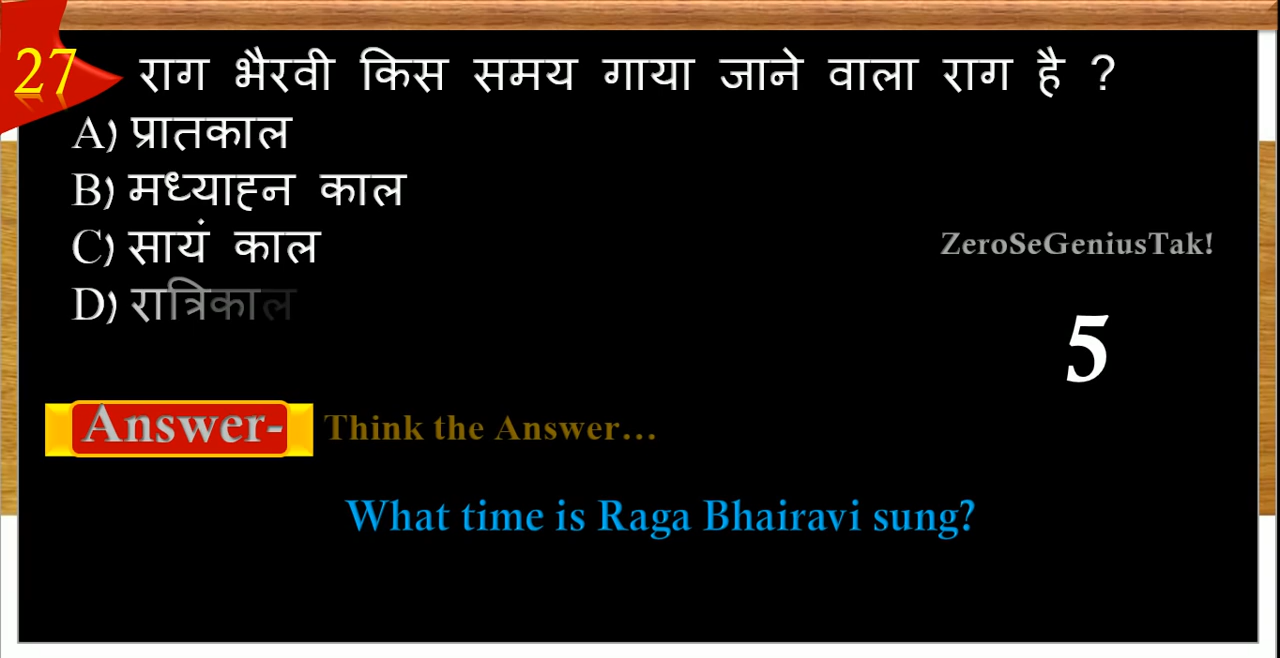 27 राग भैरवी किस समय गाया जाने वाला राग है ?
A) प्रातकाल
B) मध्याह्न काल
C) सायं काल
ZeroSeGeniusTak!
D) रात्रिकाल
5
Answer- Think the Answer...
What time is Raga Bhairavi sung?